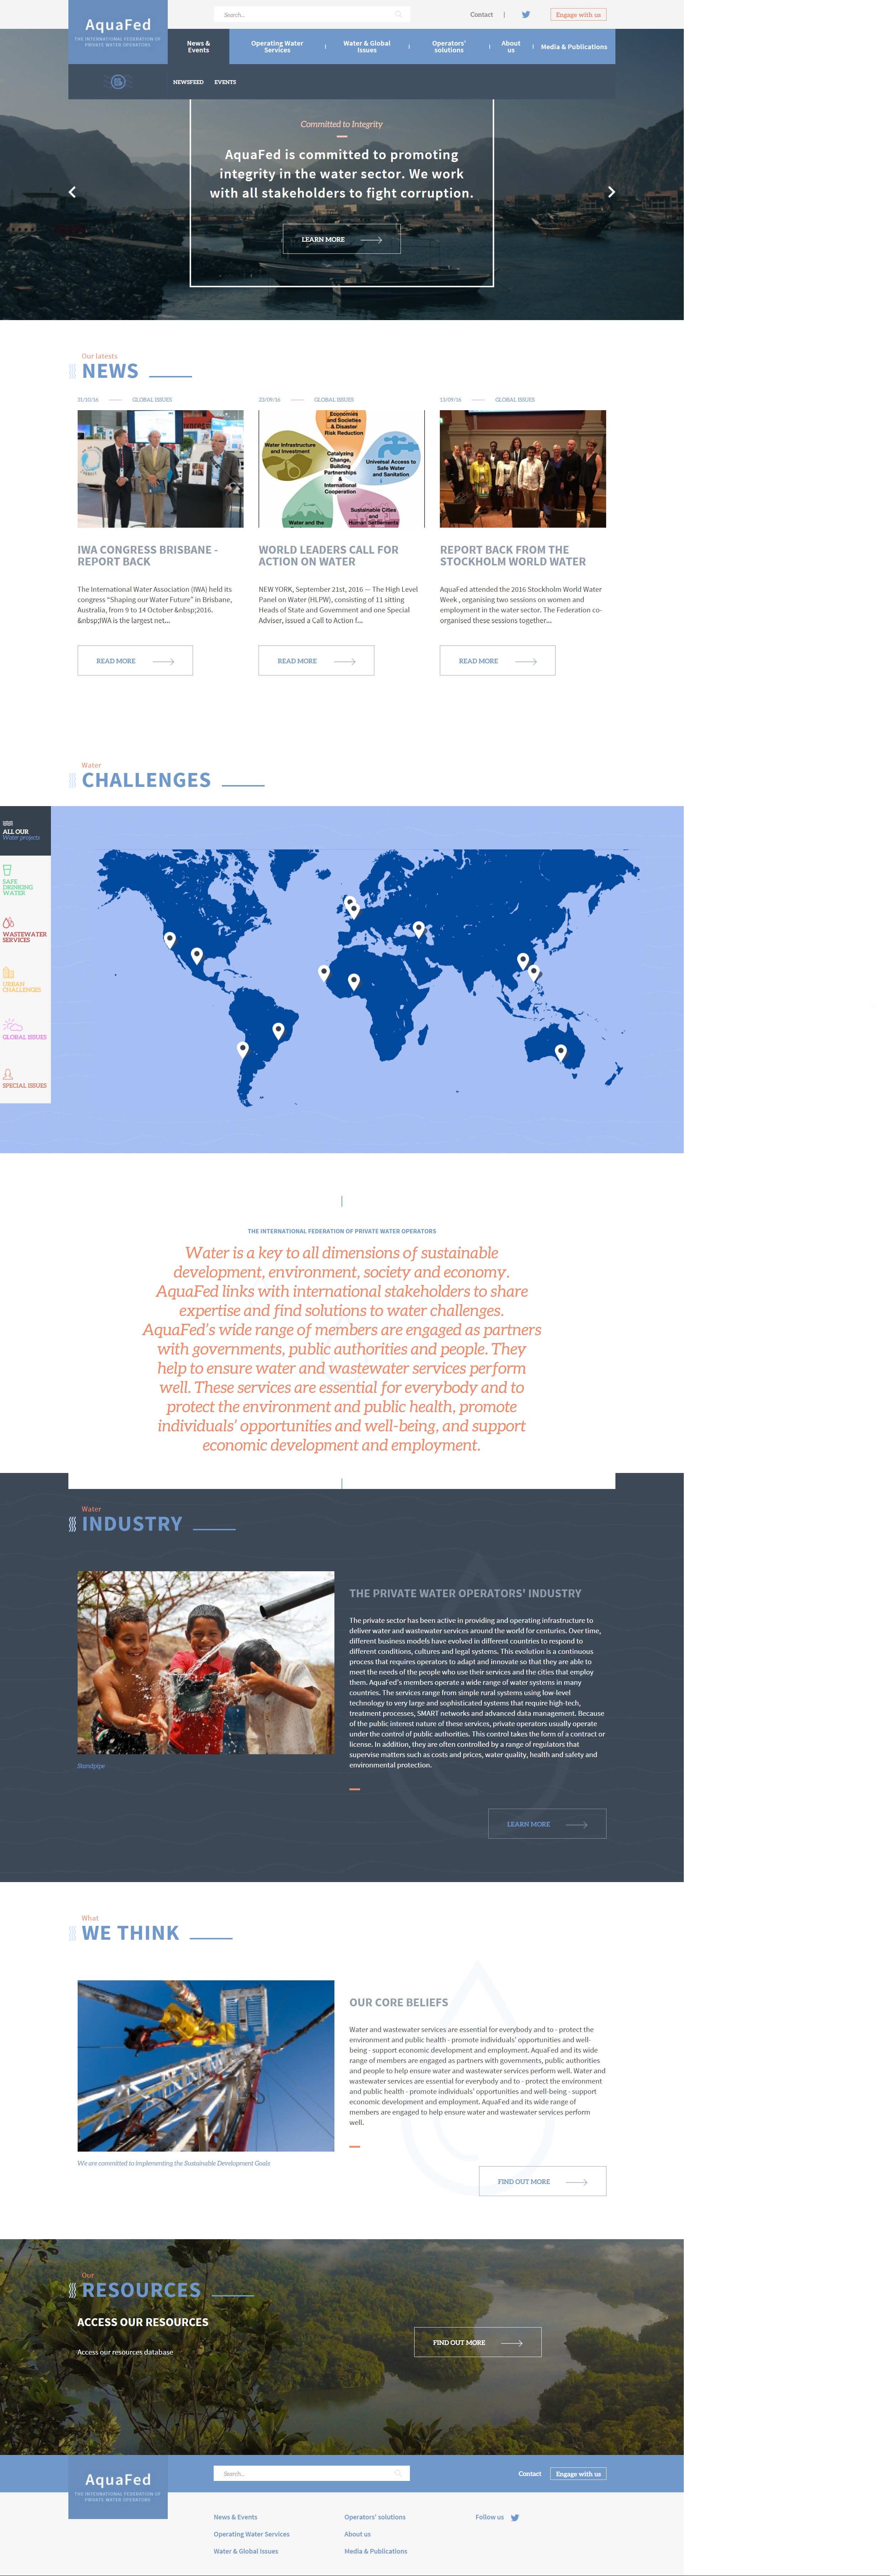 AquaFed
THE INTERNATIONAL FEDERATION OF
PRIVATE WATER OPERATORS
Search...
Contact
Engage with us
News &
Events
Operating Water
Services
Water & Global
Issues
Operators'
solutions
About
us
Media & Publications
NEWSFEED
EVENTS
Committed to Integrity
AquaFed is committed to promoting
integrity in the water sector. We work
with all stakeholders to fight corruption.
LEARN MORE
Our latests
NEWS
31/10/16
GLOBAL ISSUES
23/09/16
GLOBAL ISSUES
13/09/16
GLOBAL ISSUES
Economies
and Societies
& Disaster
Risk Reduction
Water Infrastructure
and Investment
Catalyzing
Change,
Building
Partnerships
&
International
Cooperation
Universal Access to
Safe Water
and Sanitation
Sustainable Cities
and
Human Settlements
Water and the
IWA CONGRESS BRISBANE -
REPORT BACK
The International Water Association (IWA) held its
congress "Shaping our Water Future" in Brisbane,
Australia, from 9 to 14 October &nbsp;2016.
&nbsp;IWA is the largest net...
READ MORE
WORLD LEADERS CALL FOR
ACTION ON WATER
NEW YORK, September 21st, 2016 — The High Level
Panel on Water (HLPW), consisting of 11 sitting
Heads of State and Government and one Special
Adviser, issued a Call to Action f...
READ MORE
REPORT BACK FROM THE
STOCKHOLM WORLD WATER
AquaFed attended the 2016 Stockholm World Water
Week , organising two sessions on women and
employment in the water sector. The Federation co-
organised these sessions together...
READ MORE
Water
CHALLENGES
ALL OUR
Water projects
SAFE
DRINKING
WATER
WASTEWATER
SERVICES
URBAN
CHALLENGES
GLOBAL ISSUES
SPECIAL ISSUES
THE INTERNATIONAL FEDERATION OF PRIVATE WATER OPERATORS
Water is a key to all dimensions of sustainable
development, environment, society and economy.
AquaFed links with international stakeholders to share
expertise and find solutions to water challenges.
AquaFed's wide range of members are engaged as partners
with governments, public authorities and people. They
help to ensure water and wastewater services perform
well. These services are essential for everybody and to
protect the environment and public health, promote
individuals' opportunities and well-being, and support
economic development and employment.
Water
INDUSTRY
Standpipe
THE PRIVATE WATER OPERATORS' INDUSTRY
The private sector has been active in providing and operating infrastructure to
deliver water and wastewater services around the world for centuries. Over time,
different business models have evolved in different countries to respond to
different conditions, cultures and legal systems. This evolution is a continuous
process that requires operators to adapt and innovate so that they are able to
meet the needs of the people who use their services and the cities that employ
them. AquaFed's members operate a wide range of water systems in many
countries. The services range from simple rural systems using low-level
technology to very large and sophisticated systems that require high-tech,
treatment processes, SMART networks and advanced data management. Because
of the public interest nature of these services, private operators usually operate
under the control of public authorities. This control takes the form of a contract or
license. In addition, they are often controlled by a range of regulators that
supervise matters such as costs and prices, water quality, health and safety and
environmental protection.
LEARN MORE
What
WE THINK
We are committed to implementing the Sustainable Development Goals
OUR CORE BELIEFS
Water and wastewater services are essential for everybody and to - protect the
environment and public health - promote individuals' opportunities and well-
being - support economic development and employment. AquaFed and its wide
range of members are engaged as partners with governments, public authorities
and people to help ensure water and wastewater services perform well. Water and
wastewater services are essential for everybody and to - protect the environment
and public health - promote individuals' opportunities and well-being - support
economic development and employment. AquaFed and its wide range of
members are engaged to help ensure water and wastewater services perform
well.
FIND OUT MORE
Our
RESOURCES
ACCESS OUR RESOURCES
Access our resources database
FIND OUT MORE
AquaFed
THE INTERNATIONAL FEDERATION OF
PRIVATE WATER OPERATORS
Search...
Contact
Engage with us
News & Events
Operating Water Services
Water & Global Issues
Operators' solutions
About us
Media & Publications
Follow us